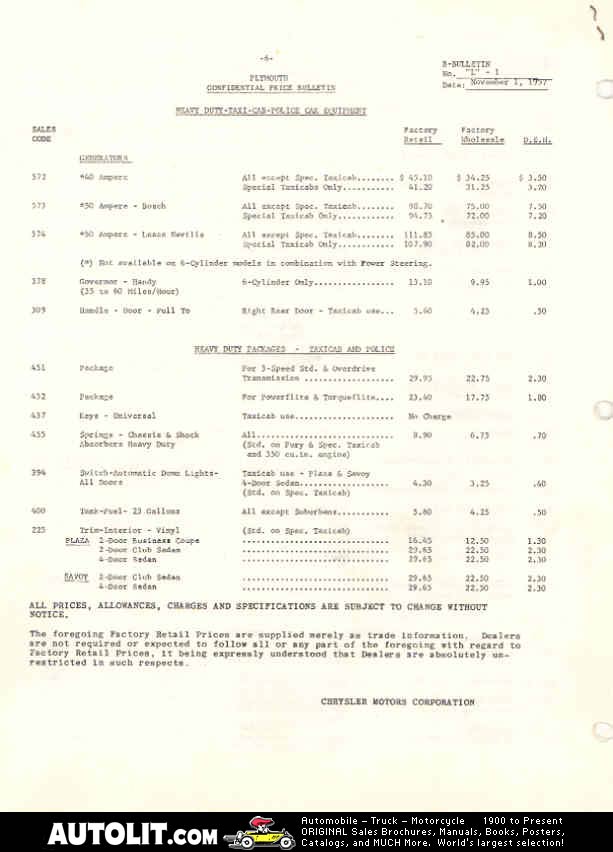 -6-
B-BULLETIN
No. "L" - 1
PLYMOUTH
CONFIDENTIAL PRICE BULLETIN
Date: November 1, 1957
HEAVY DUTY-TAXI-CAB-POLICE CAR EQUIPMENT
SALES CODE Factory Retail Factory Wholesale D.E.H.
GENERATORS
572 *40 Ampere All except Spec. Taxicab........ $ 45.10 $ 34.25 $ 3.50
Special Taxicabs Only........... 41.20 31.25 3.20
573 *50 Ampere - Bosch All except Spec. Taxicab........ 98.70 75.00 7.50
Special Taxicab Only............ 94.75 72.00 7.20
574 *50 Ampere - Leece Neville All except Spec. Taxicab....... 111.85 85.00 8.50
Special Taxicab Only........... 107.90 82.00 8.20
(*) Not available on 6-Cylinder models in combination with Power Steering.
378 Governor - Handy 6-Cylinder Only................ 13.10 9.95 1.00
(35 to 60 Miles/Hour)
309 Handle - Door - Pull To Right Rear Door - Taxicab use... 5.60 4.25 .50
HEAVY DUTY PACKAGES - TAXICAB AND POLICE
451 Package For 3-Speed Std. & Overdrive
Transmission .................. 29.95 22.75 2.30
452 Package For Powerflite & Torqueflite.... 23.40 17.75 1.80
437 Keys - Universal Taxicab use.................... No Charge
455 Springs - Chassis & Shock All............................ 8.90 6.75 .70
Absorbers Heavy Duty (Std. on Fury & Spec. Taxicab
and 350 cu.in. engine)
394 Switch-Automatic Dome Lights- Taxicab use - Plaza & Savoy
All Doors 4-Door Sedan................... 4.30 3.25 .40
(Std. on Spec. Taxicab)
400 Tank-Fuel- 23 Gallons All except Suburbans........... 5.60 4.25 .50
225 Trim-Interior - Vinyl (Std. on Spec. Taxicab)
PLAZA 2-Door Business Coupe .............................. 16.45 12.50 1.30
2-Door Club Sedan .............................. 29.65 22.50 2.30
4-Door Sedan .............................. 29.65 22.50 2.30
SAVOY 2-Door Club Sedan .............................. 29.65 22.50 2.30
4-Door Sedan .............................. 29.65 22.50 2.30
ALL PRICES, ALLOWANCES, CHARGES AND SPECIFICATIONS ARE SUBJECT TO CHANGE WITHOUT
NOTICE.
The foregoing Factory Retail Prices are supplied merely as trade information. Dealers
are not required or expected to follow all or any part of the foregoing with regard to
Factory Retail Prices, it being expressly understood that Dealers are absolutely un-
restricted in such respects.
CHRYSLER MOTORS CORPORATION
AUTOLIT.com
Automobile – Truck – Motorcycle 1900 to Present
ORIGINAL Sales Brochures, Manuals, Books, Posters,
Catalogs, and MUCH More. World's largest selection!